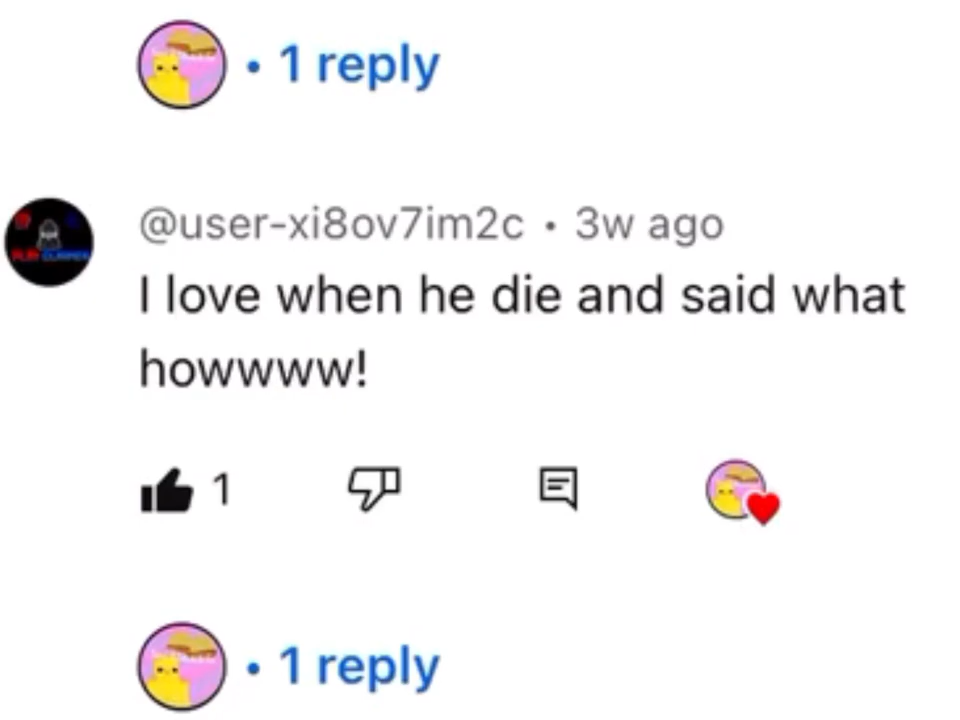 • 1 reply
@user-xi8ov7im2c • 3w ago
I love when he die and said what
howwww!
1
• 1 reply